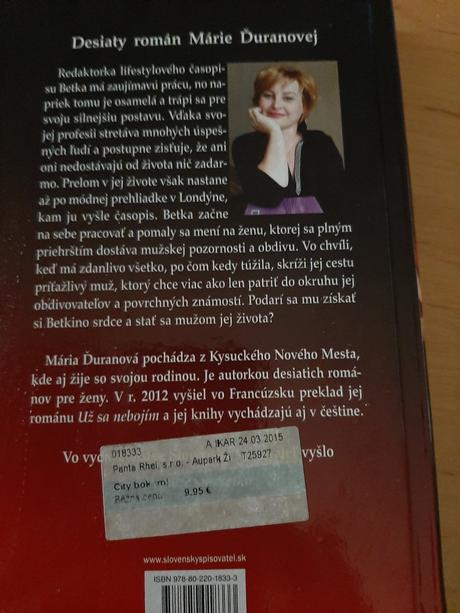 Desiaty román Márie Ďuranovej
Redaktorka lifestylového časopi-
su Betka má zaujímavú prácu, no na-
priek tomu je osamelá a trápi sa pre
svoju silnejšiu postavu. Vďaka svo-
jej profesii stretáva mnohých úspeš-
ných ľudí a postupne zisťuje, že ani
oni nedostávajú od života nič zadar-
mo. Prelom v jej živote však nastane
až po módnej prehliadke v Londýne,
kam ju vyšle časopis. Betka začne
na sebe pracovať a pomaly sa mení na ženu, ktorej sa plným
priehrštím dostáva mužskej pozornosti a obdivu. Vo chvíli,
keď má zdanlivo všetko, po čom kedy túžila, skríži jej cestu
príťažlivý muž, ktorý chce viac ako len patriť do okruhu jej
obdivovateľov a povrchných známostí. Podarí sa mu získať
si Betkino srdce a stať sa mužom jej života?
Mária Ďuranová pochádza z Kysuckého Nového Mesta,
kde aj žije so svojou rodinou. Je autorkou desiatich romá-
nov pre ženy. V r. 2012 vyšiel vo Francúzsku preklad jej
románu Už sa nebojím a jej knihy vychádzajú aj v češtine.
Vo vyd vyšlo
018333 A IKAR 24.03.2015
Panta Rhei, s.r.o. - Aupark Ži T25927
City bok
Bežná cena 9.95 €
www.slovenskyspisovatel.sk
ISBN 978-80-220-1833-3